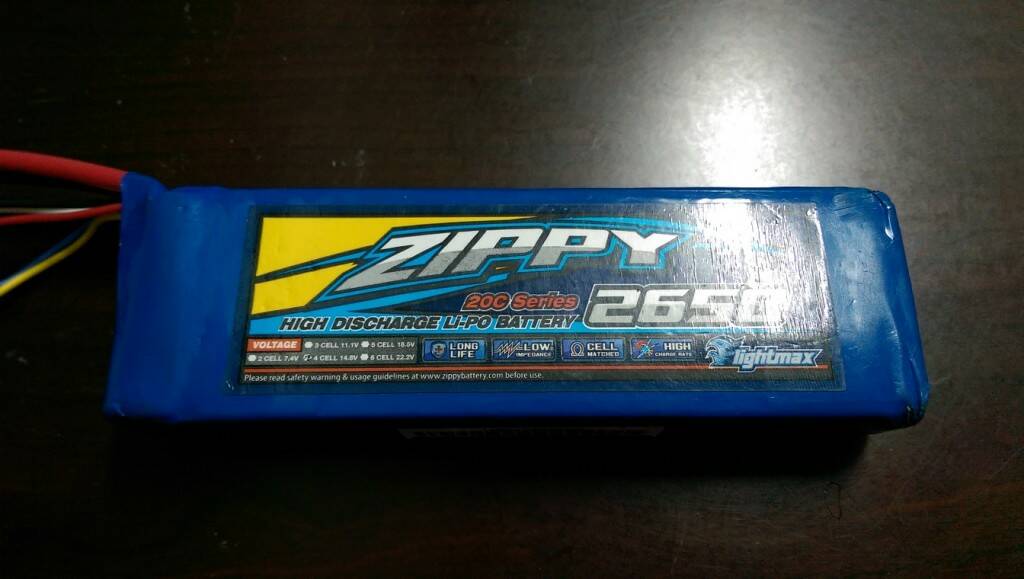 ZIPPY
20C Series
HIGH DISCHARGE LI-PO BATTERY 2650
VOLTAGE 3 CELL 11.1V 5 CELL 18.5V
2 CELL 7.4V 4 CELL 14.8V 6 CELL 22.2V
LONG LIFE
LOW IMPEDANCE
CELL MATCHED
HIGH CHARGE RATE
lightmax
Please read safety warning & usage guidelines at www.zippybattery.com before use.